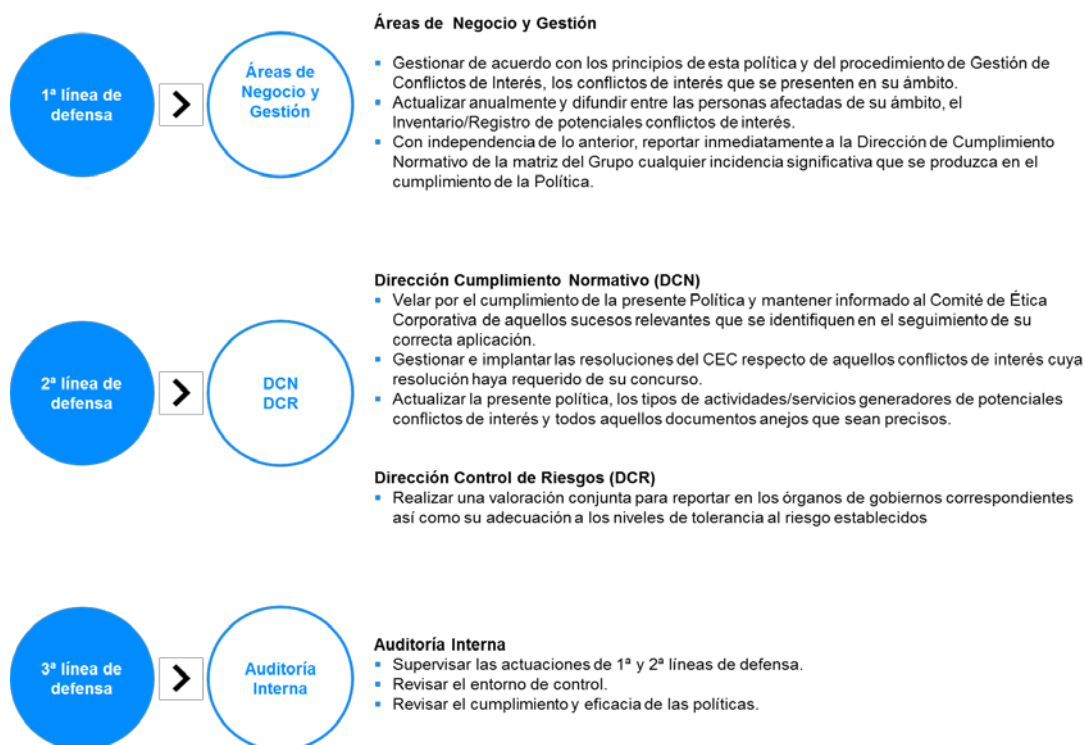 1ª línea de
defensa
Áreas de
Negocio y
Gestión
Áreas de Negocio y Gestión
Gestionar de acuerdo con los principios de esta política y del procedimiento de Gestión de
Conflictos de Interés, los conflictos de interés que se presenten en su ámbito.
Actualizar anualmente y difundir entre las personas afectadas de su ámbito, el
Inventario/Registro de potenciales conflictos de interés.
Con independencia de lo anterior, reportar inmediatamente a la Dirección de Cumplimiento
Normativo de la matriz del Grupo cualquier incidencia significativa que se produzca en el
cumplimiento de la Política.
2ª línea de
defensa
DCN
DCR
Dirección Cumplimiento Normativo (DCN)
Velar por el cumplimiento de la presente Política y mantener informado al Comité de Ética
Corporativa de aquellos sucesos relevantes que se identifiquen en el seguimiento de su
correcta aplicación.
Gestionar e implantar las resoluciones del CEC respecto de aquellos conflictos de interés cuya
resolución haya requerido de su concurso.
Actualizar la presente política, los tipos de actividades/servicios generadores de potenciales
conflictos de interés y todos aquellos documentos anejos que sean precisos.
Dirección Control de Riesgos (DCR)
Realizar una valoración conjunta para reportar en los órganos de gobiernos correspondientes
así como su adecuación a los niveles de tolerancia al riesgo establecidos
3ª línea de
defensa
Auditoría
Interna
Auditoría Interna
Supervisar las actuaciones de 1ª y 2ª líneas de defensa.
Revisar el entorno de control.
Revisar el cumplimiento y eficacia de las políticas.